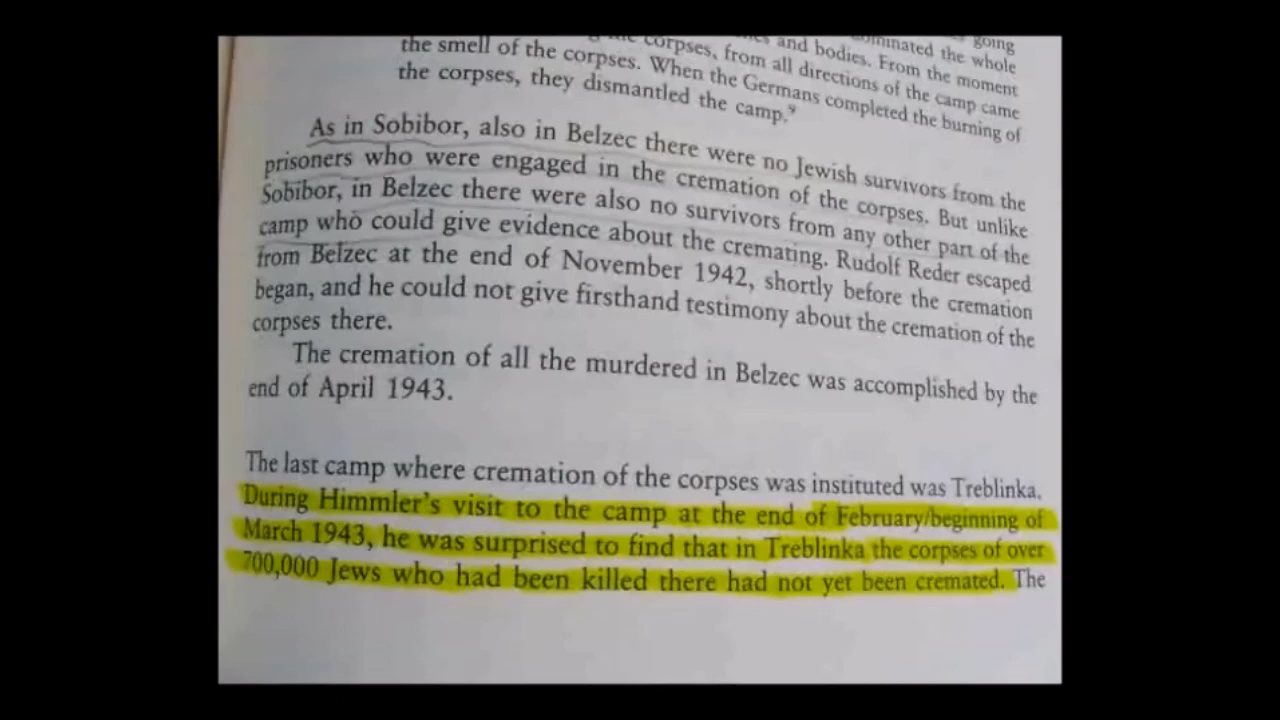 going
and bodies. From the moment
corpses, from all directions of the camp came
the smell of the corpses. When the Germans completed the burning of
the corpses, they dismantled the camp.⁹
As in Sobibor, also in Belzec there were no Jewish survivors from the
prisoners who were engaged in the cremation of the corpses. But unlike
Sobibor, in Belzec there were also no survivors from any other part of the
camp who could give evidence about the cremating. Rudolf Reder escaped
from Belzec at the end of November 1942, shortly before the cremation
began, and he could not give firsthand testimony about the cremation of the
corpses there.
The cremation of all the murdered in Belzec was accomplished by the
end of April 1943.
The last camp where cremation of the corpses was instituted was Treblinka.
During Himmler's visit to the camp at the end of February/beginning of
March 1943, he was surprised to find that in Treblinka the corpses of over
700,000 Jews who had been killed there had not yet been cremated. The